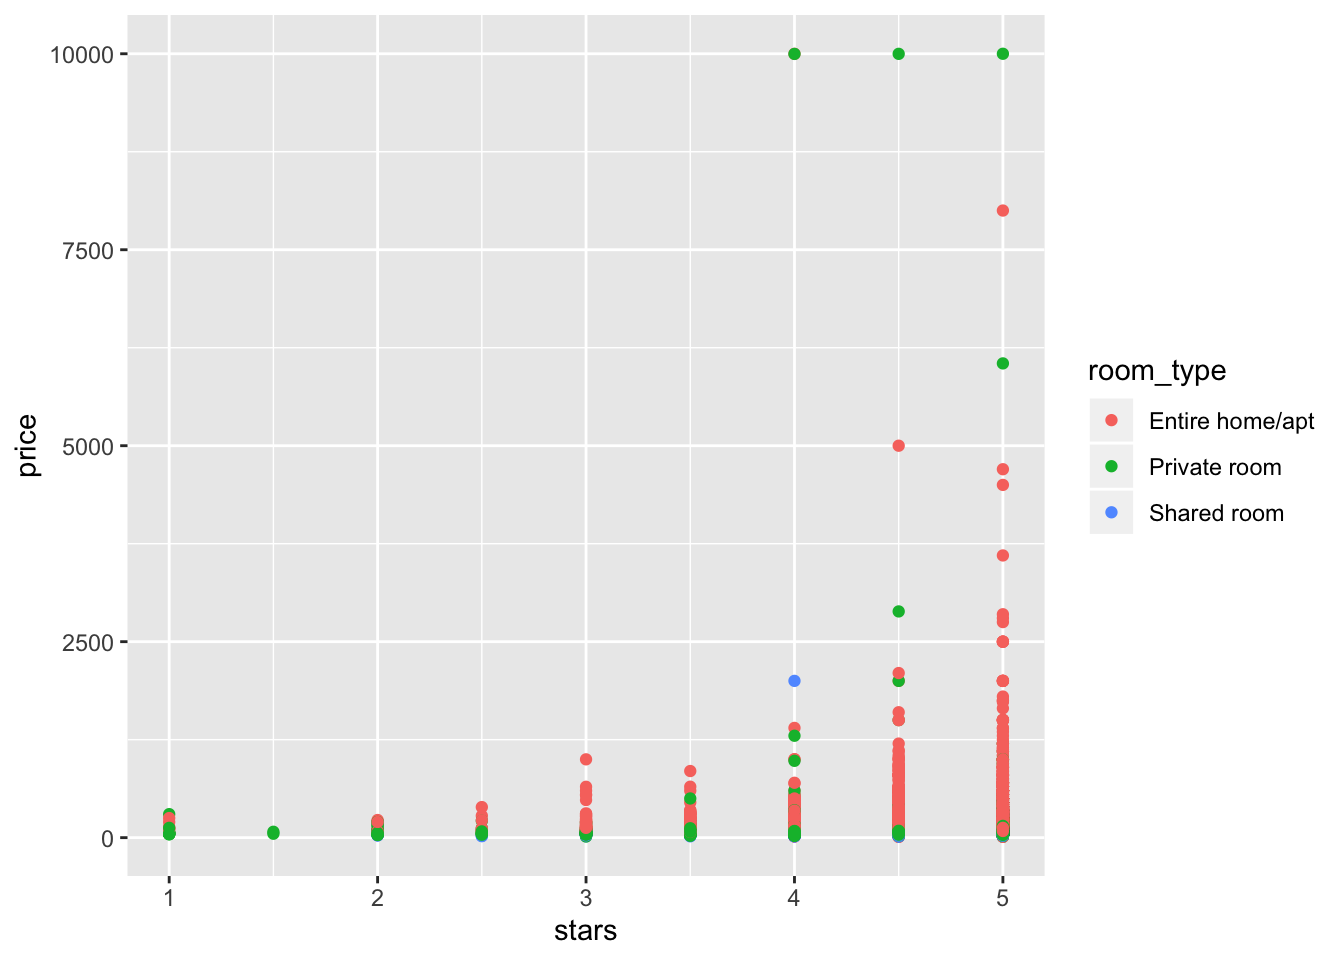 10000
7500
5000
2500
0
price
1 2 3 4 5
stars
room_type
Entire home/apt
Private room
Shared room